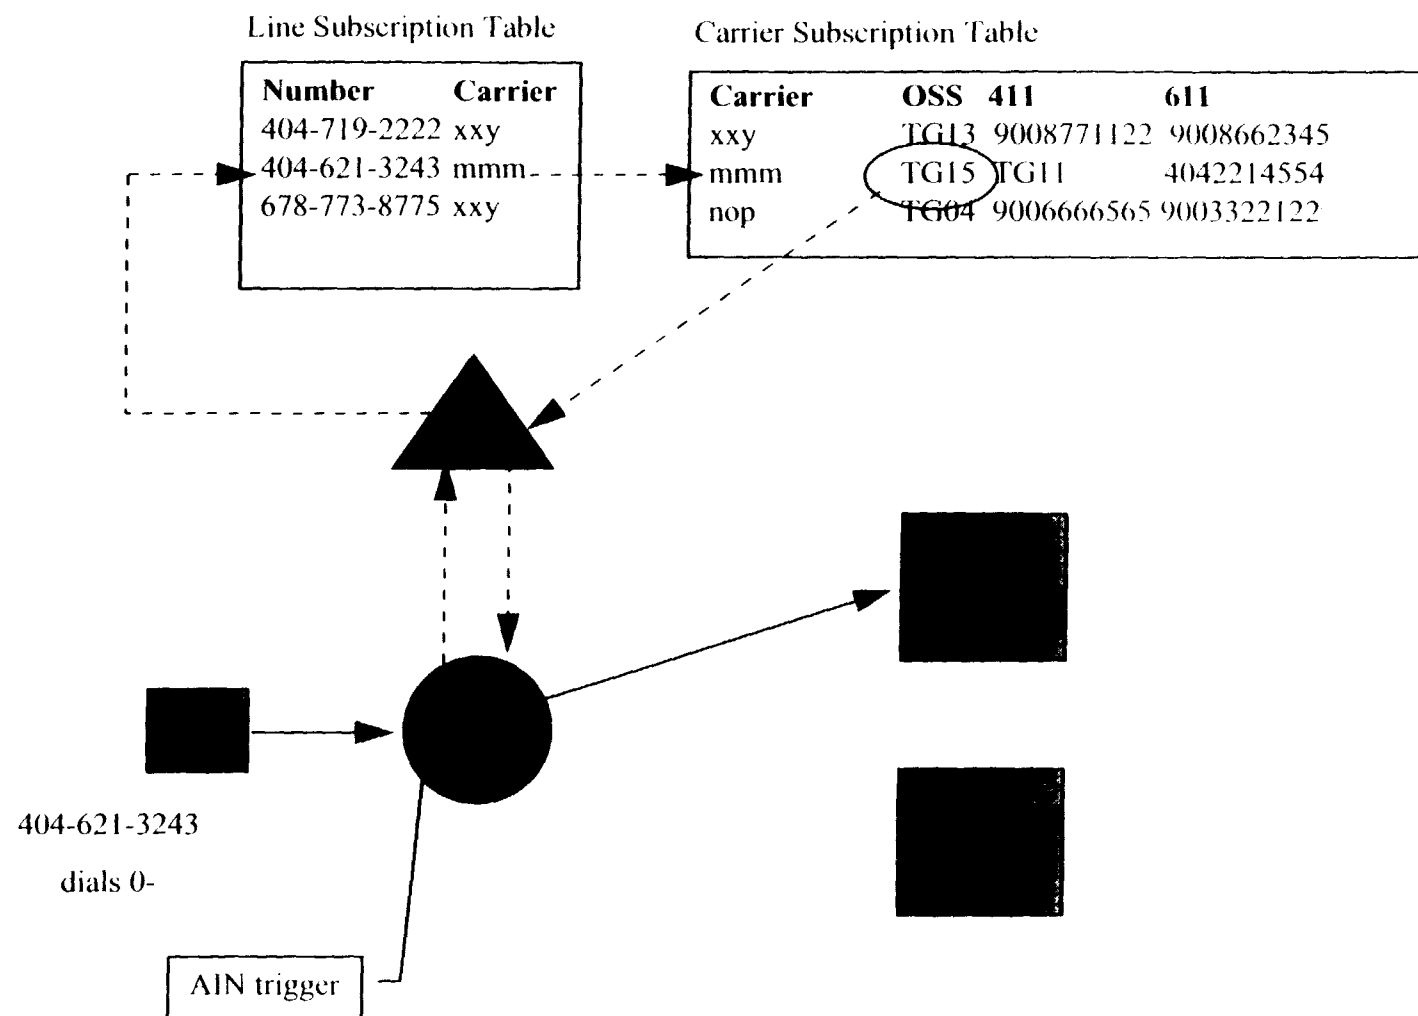 Line Subscription Table
Number Carrier
404-719-2222 xxy
404-621-3243 mmm
678-773-8775 xxy
Carrier Subscription Table
Carrier OSS 411 611
xxy TG13 9008771122 9008662345
mmm TG15 TG11 4042214554
nop TG04 9006666565 9003322122
404-621-3243
dials 0-
AIN trigger